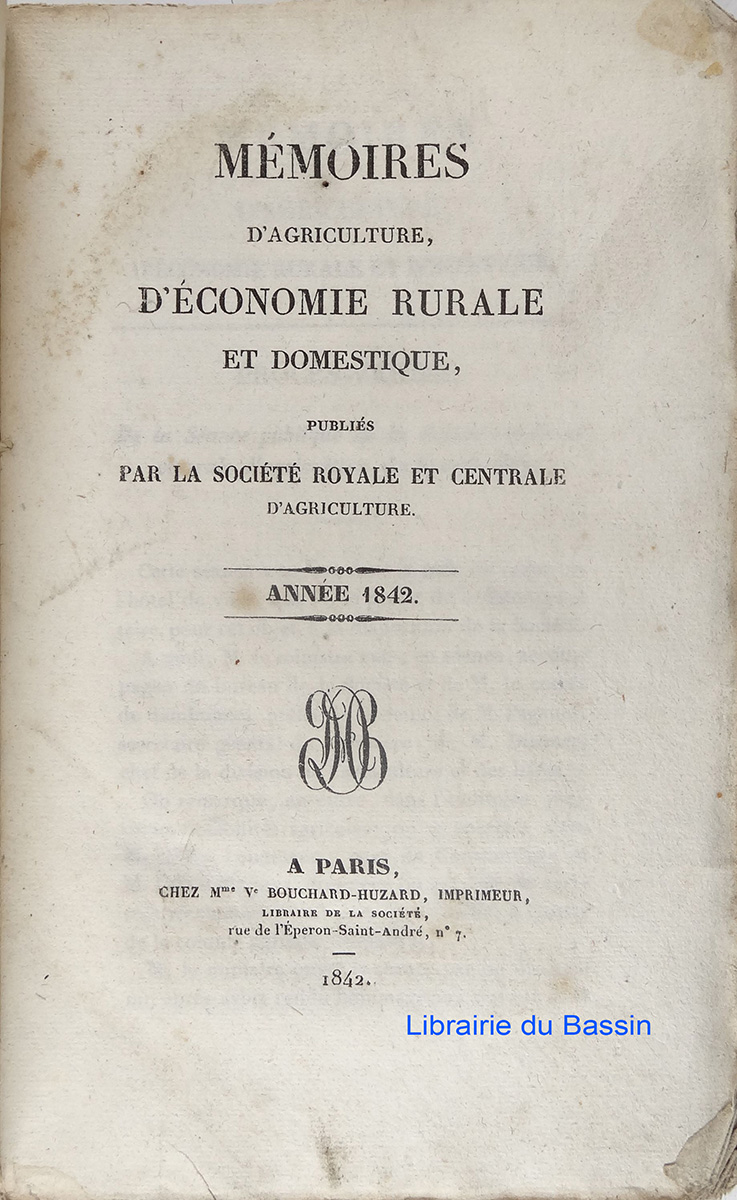 MÉMOIRES
D'AGRICULTURE,
D'ÉCONOMIE RURALE
ET DOMESTIQUE,
PUBLIÉS
PAR LA SOCIÉTÉ ROYALE ET CENTRALE
D'AGRICULTURE.
ANNÉE 1842.
A PARIS,
CHEZ Mme Ve BOUCHARD-HUZARD, IMPRIMEUR,
LIBRAIRE DE LA SOCIÉTÉ,
rue de l'Éperon-Saint-André, n° 7.
1842.
Librairie du Bassin